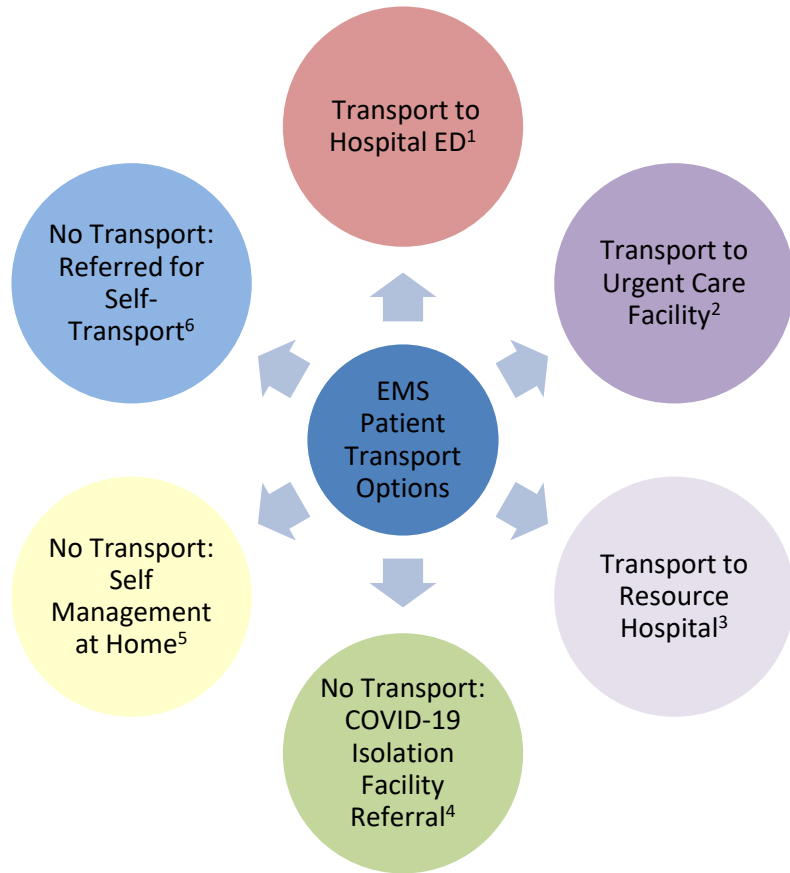 Transport to
Hospital ED¹
Transport to
Urgent Care
Facility²
Transport to
Resource
Hospital³
No Transport:
COVID-19
Isolation
Facility
Referral⁴
No Transport:
Self
Management
at Home⁵
No Transport:
Referred for
Self-
Transport⁶
EMS
Patient
Transport
Options